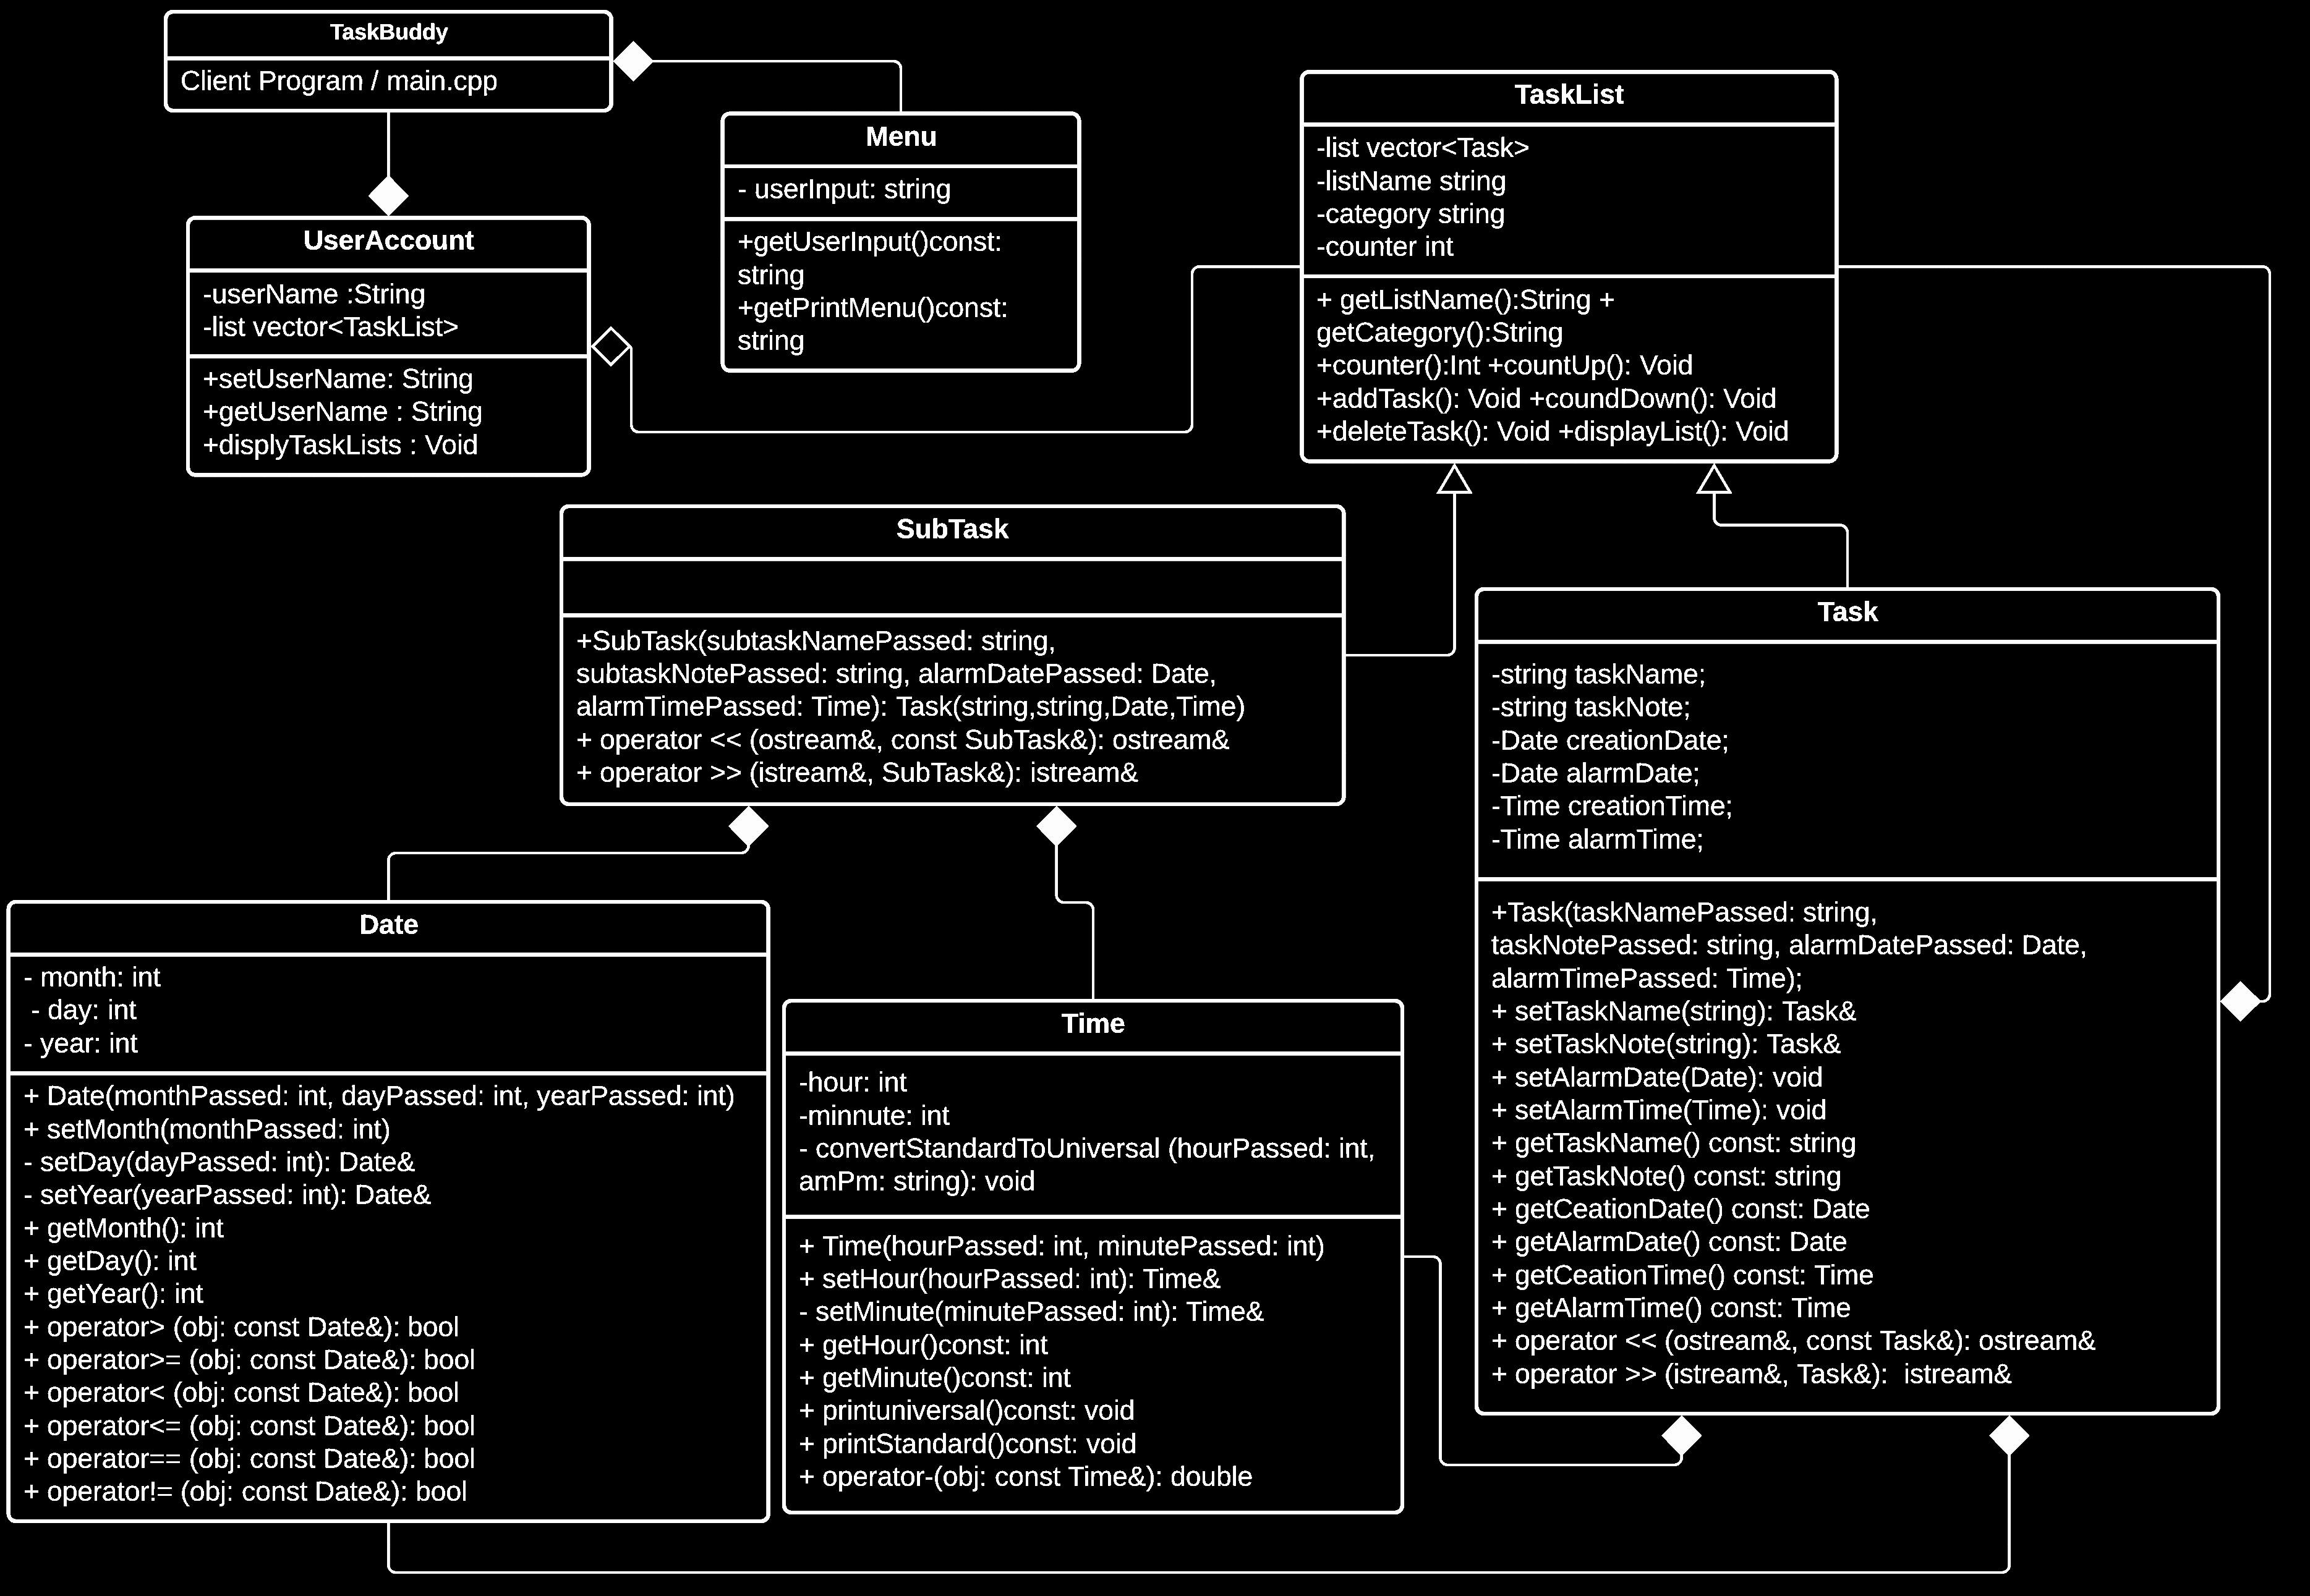 TaskBuddy
Client Program / main.cpp
UserAccount
-userName :String
-list vector<TaskList>
+setUserName: String
+getUserName : String
+displyTaskLists : Void
Menu
- userInput: string
+getUserInput()const:
string
+getPrintMenu()const:
string
TaskList
-list vector<Task>
-listName string
-category string
-counter int
+ getListName():String +
getCategory():String
+counter():Int +countUp(): Void
+addTask(): Void +coundDown(): Void
+deleteTask(): Void +displayList(): Void
SubTask
+SubTask(subtaskNamePassed: string,
subtaskNotePassed: string, alarmDatePassed: Date,
alarmTimePassed: Time): Task(string,string,Date,Time)
+ operator << (ostream&, const SubTask&): ostream&
+ operator >> (istream&, SubTask&): istream&
Task
-string taskName;
-string taskNote;
-Date creationDate;
-Date alarmDate;
-Time creationTime;
-Time alarmTime;
+Task(taskNamePassed: string,
taskNotePassed: string, alarmDatePassed: Date,
alarmTimePassed: Time);
+ setTaskName(string): Task&
+ setTaskNote(string): Task&
+ setAlarmDate(Date): void
+ setAlarmTime(Time): void
+ getTaskName() const: string
+ getTaskNote() const: string
+ getCeationDate() const: Date
+ getAlarmDate() const: Date
+ getCeationTime() const: Time
+ getAlarmTime() const: Time
+ operator << (ostream&, const Task&): ostream&
+ operator >> (istream&, Task&):  istream&
Date
- month: int
- day: int
- year: int
+ Date(monthPassed: int, dayPassed: int, yearPassed: int)
+ setMonth(monthPassed: int)
- setDay(dayPassed: int): Date&
- setYear(yearPassed: int): Date&
+ getMonth(): int
+ getDay(): int
+ getYear(): int
+ operator> (obj: const Date&): bool
+ operator>= (obj: const Date&): bool
+ operator< (obj: const Date&): bool
+ operator<= (obj: const Date&): bool
+ operator== (obj: const Date&): bool
+ operator!= (obj: const Date&): bool
Time
-hour: int
-minnute: int
- convertStandardToUniversal (hourPassed: int,
amPm: string): void
+ Time(hourPassed: int, minutePassed: int)
+ setHour(hourPassed: int): Time&
- setMinute(minutePassed: int): Time&
+ getHour()const: int
+ getMinute()const: int
+ printuniversal()const: void
+ printStandard()const: void
+ operator-(obj: const Time&): double